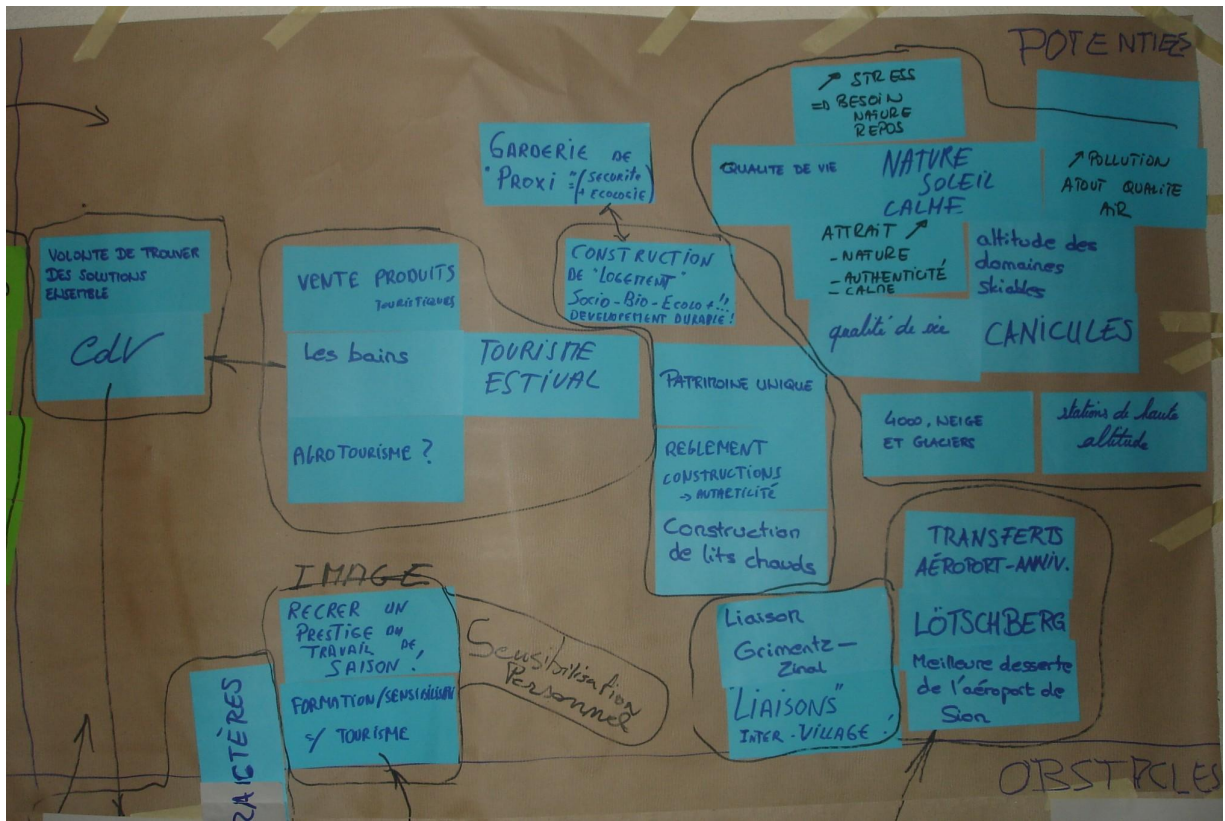 POTENTIES
↗ STRESS
=> BESOIN
NATURE
REPOS
QUALITE DE VIE
NATURE
SOLEIL
CALME
↗ POLLUTION
ATOUT QUALITE
AIR
ATTRAIT ↗
- NATURE
- AUTHENTICITÉ
- CALME
altitude des
domaines
skiables
qualité de vie
CANICULES
4000, NEIGE
ET GLACIERS
stations de haute
altitude
GARDERIE DE
"PROXI"
SECURITE
+ ECOLOGIE
CONSTRUCTION
DE "LOGEMENT"
SOCIO-BIO-ECOLO+!!
DEVELOPEMENT DURABLE!
VOLONTE DE TROUVER
DES SOLUTIONS
ENSEMBLE
CdV
VENTE PRODUITS
TOURISTIQUES
Les bains
TOURISME
ESTIVAL
AGROTOURISME ?
PATRIMOINE UNIQUE
REGLEMENT
CONSTRUCTIONS
Construction
de lits chauds
IMAGE
RECRER UN
PRESTIGE DU
TRAVAIL DE
SAISON !
FORMATION/
TOURISME
Sensibilisation
Personnel
Liaison
Grimentz-
Zinal
"LIAISONS"
INTER-VILLAGE
TRANSFERTS
AÉROPORT-ANNIV.
LÖTSCHBERG
Meilleure desserte
de l'aéroport de
Sion
OBSTACLES